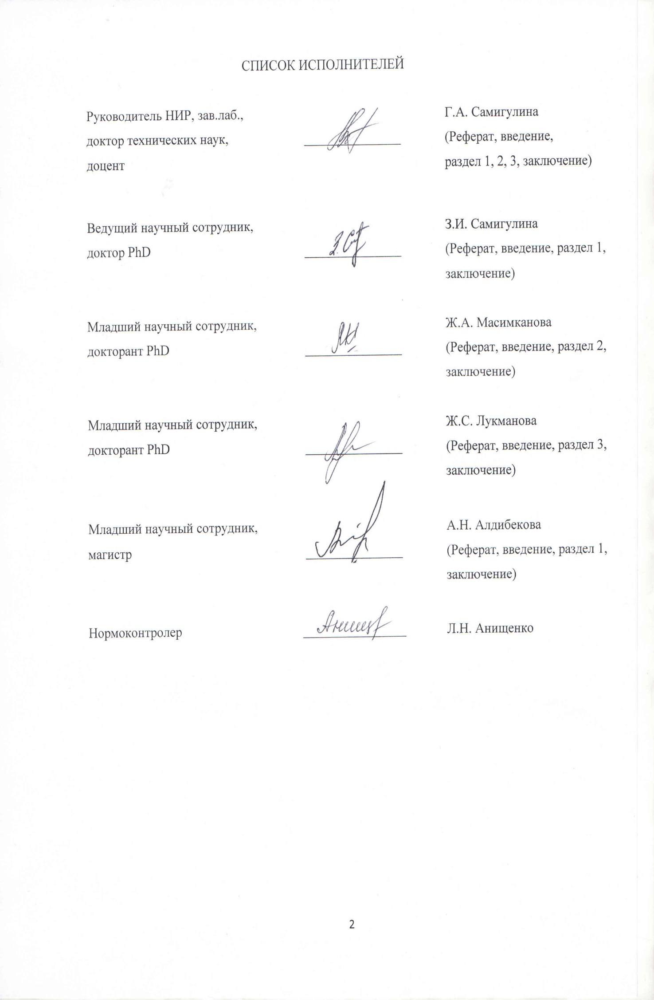 СПИСОК ИСПОЛНИТЕЛЕЙ
Руководитель НИР, зав.лаб.,
доктор технических наук,
доцент
Г.А. Самигулина
(Реферат, введение,
раздел 1, 2, 3, заключение)
Ведущий научный сотрудник,
доктор PhD
З.И. Самигулина
(Реферат, введение, раздел 1,
заключение)
Младший научный сотрудник,
докторант PhD
Ж.А. Масимканова
(Реферат, введение, раздел 2,
заключение)
Младший научный сотрудник,
докторант PhD
Ж.С. Лукманова
(Реферат, введение, раздел 3,
заключение)
Младший научный сотрудник,
магистр
А.Н. Алдибекова
(Реферат, введение, раздел 1,
заключение)
Нормоконтролер
Л.Н. Анищенко
2